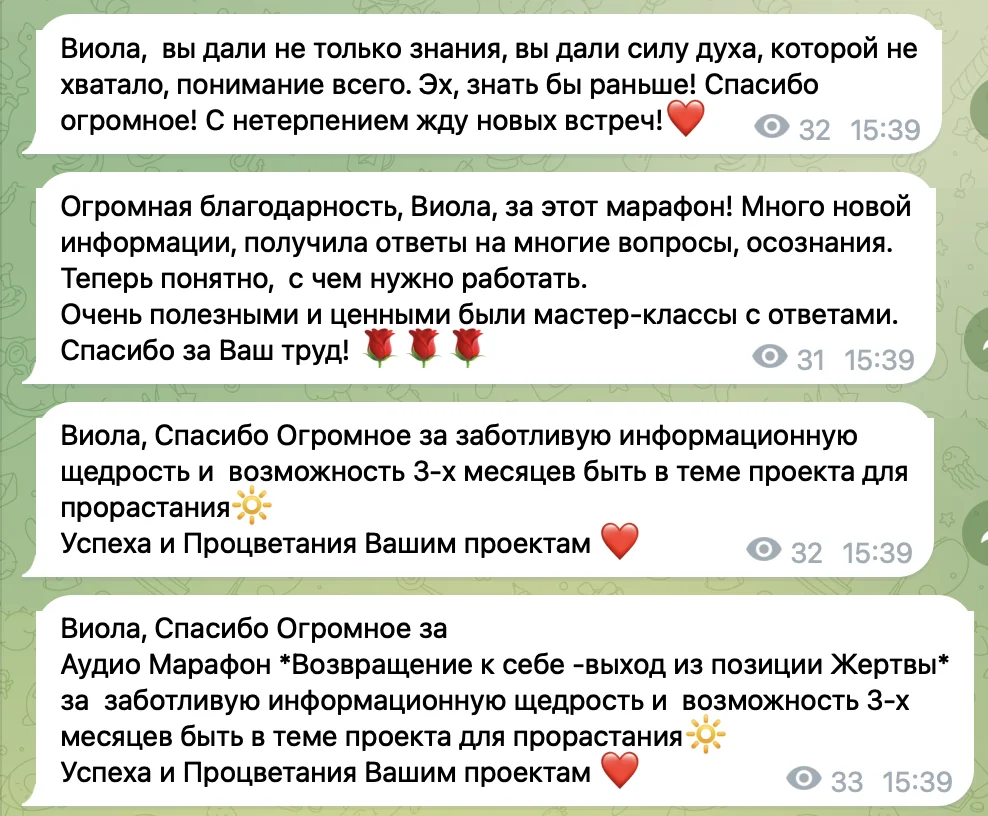 Виола,  вы дали не только знания, вы дали силу духа, которой не
хватало, понимание всего. Эх, знать бы раньше! Спасибо
огромное! С нетерпением жду новых встреч!❤️ 32 15:39
Огромная благодарность, Виола, за этот марафон! Много новой
информации, получила ответы на многие вопросы, осознания.
Теперь понятно,  с чем нужно работать.
Очень полезными и ценными были мастер-классы с ответами.
Спасибо за Ваш труд! 🌹🌹🌹 31 15:39
Виола, Спасибо Огромное за заботливую информационную
щедрость и  возможность 3-х месяцев быть в теме проекта для
прорастания🔆
Успеха и Процветания Вашим проектам ❤️ 32 15:39
Виола, Спасибо Огромное за
Аудио Марафон *Возвращение к себе -выход из позиции Жертвы*
за  заботливую информационную щедрость и  возможность 3-х
месяцев быть в теме проекта для прорастания🔆
Успеха и Процветания Вашим проектам ❤️ 33 15:39